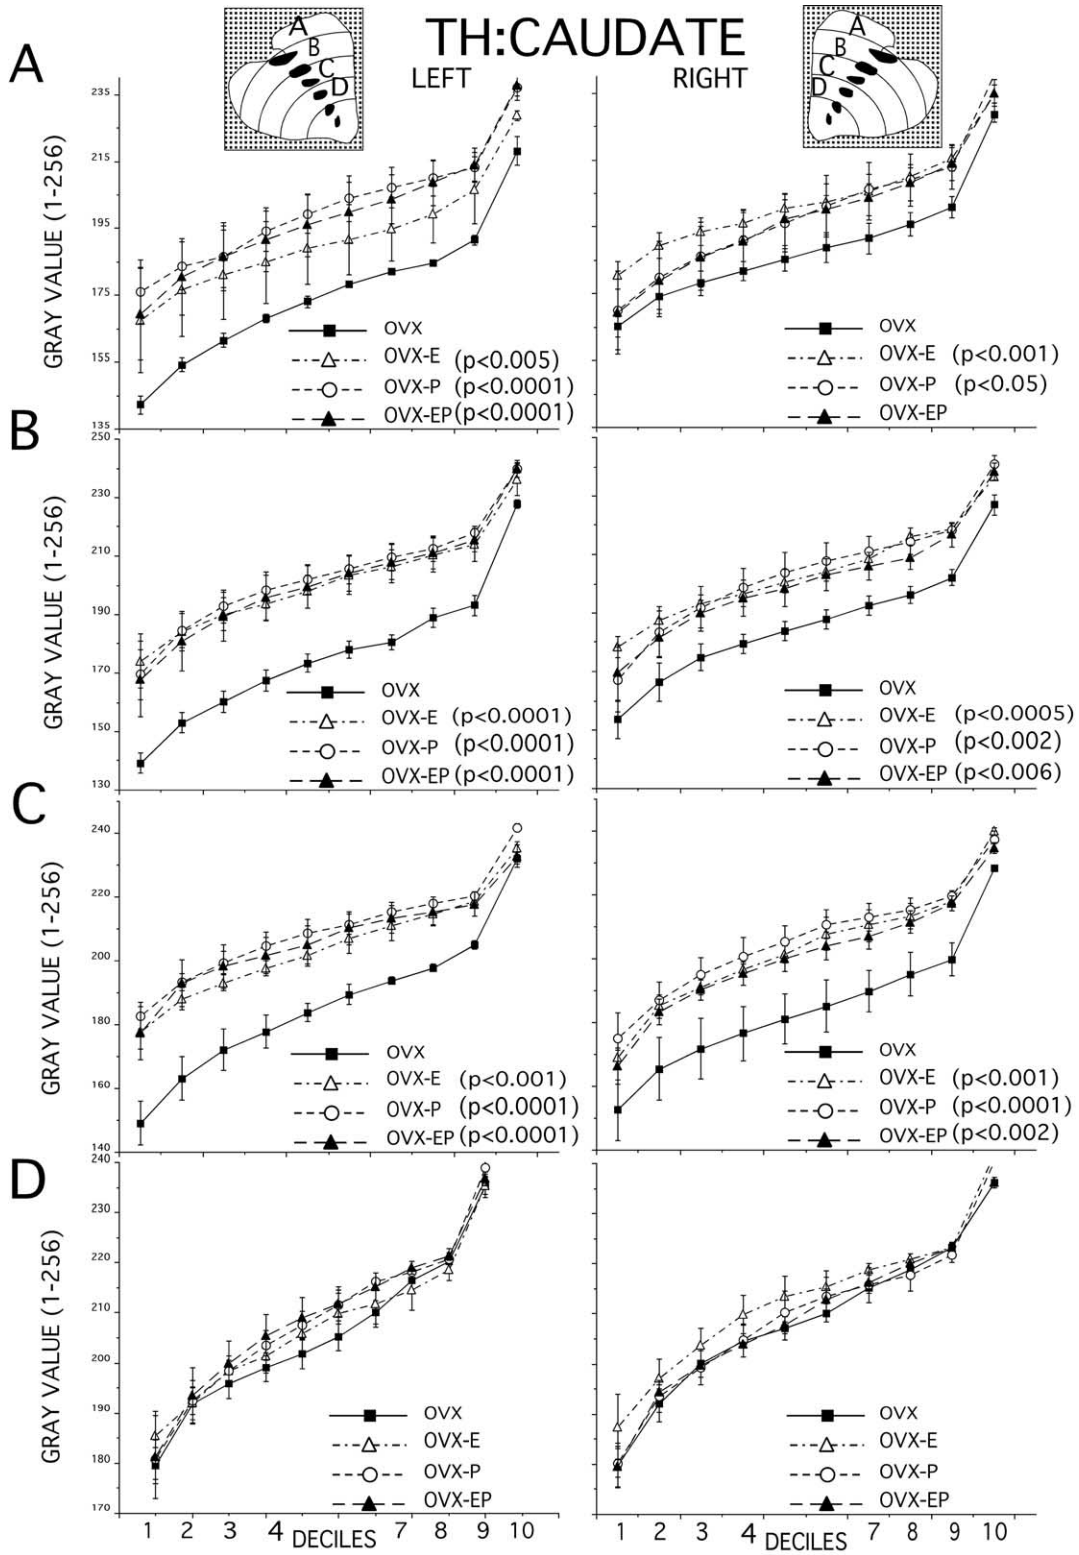 TH:CAUDATE
LEFT
RIGHT
A
B
C
D
A
B
C
D
A
GRAY VALUE (1-256)
235
215
195
175
155
135
OVX
OVX-E (p<0.005)
OVX-P (p<0.0001)
OVX-EP (p<0.0001)
OVX
OVX-E (p<0.001)
OVX-P (p<0.05)
OVX-EP
B
GRAY VALUE (1-256)
250
230
210
190
170
150
130
OVX
OVX-E (p<0.0001)
OVX-P (p<0.0001)
OVX-EP (p<0.0001)
OVX
OVX-E (p<0.0005)
OVX-P (p<0.002)
OVX-EP (p<0.006)
C
GRAY VALUE (1-256)
240
220
200
180
160
140
OVX
OVX-E (p<0.001)
OVX-P (p<0.0001)
OVX-EP (p<0.0001)
OVX
OVX-E (p<0.001)
OVX-P (p<0.0001)
OVX-EP (p<0.002)
D
GRAY VALUE (1-256)
240
230
220
210
200
190
180
170
OVX
OVX-E
OVX-P
OVX-EP
OVX
OVX-E
OVX-P
OVX-EP
1 2 3 4 DECILES 7 8 9 10
1 2 3 4 DECILES 7 8 9 10